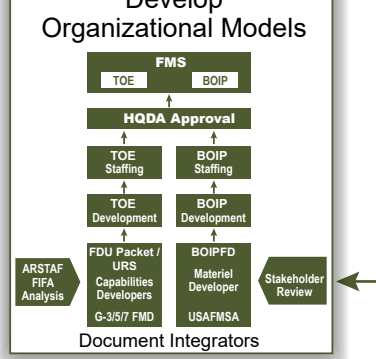 Develop
Organizational Models
FMS
TOE BOIP
HQDA Approval
TOE
Staffing
BOIP
Staffing
TOE
Development
BOIP
Development
ARSTAF
FIFA
Analysis
FDU Packet /
URS
Capabilities
Developers
G-3/5/7 FMD
BOIPFD
Materiel
Developer
USAFMSA
Stakeholder
Review
Document Integrators